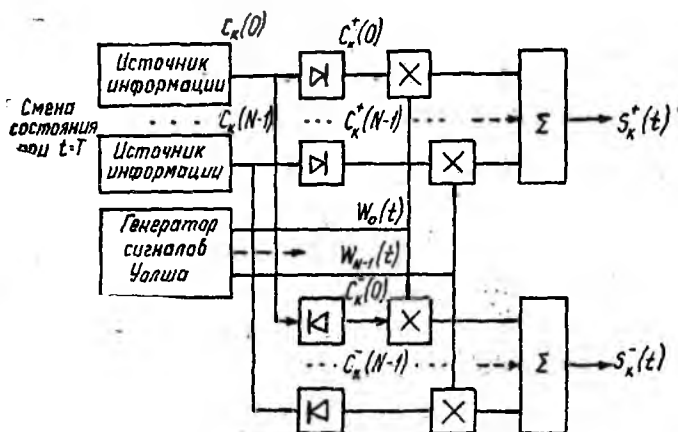 c_к(0)
C_к^+(0)
Источник
информации
Смена
состояния
при t=T
C_к(N-1)
C_к^+(N-1)
Источник
информации
Σ
S_к^+(t)
W_0(t)
Генератор
сигналов
Уолша
W_{N-1}(t)
C_к^-(0)
C_к^-(N-1)
Σ
S_к^-(t)